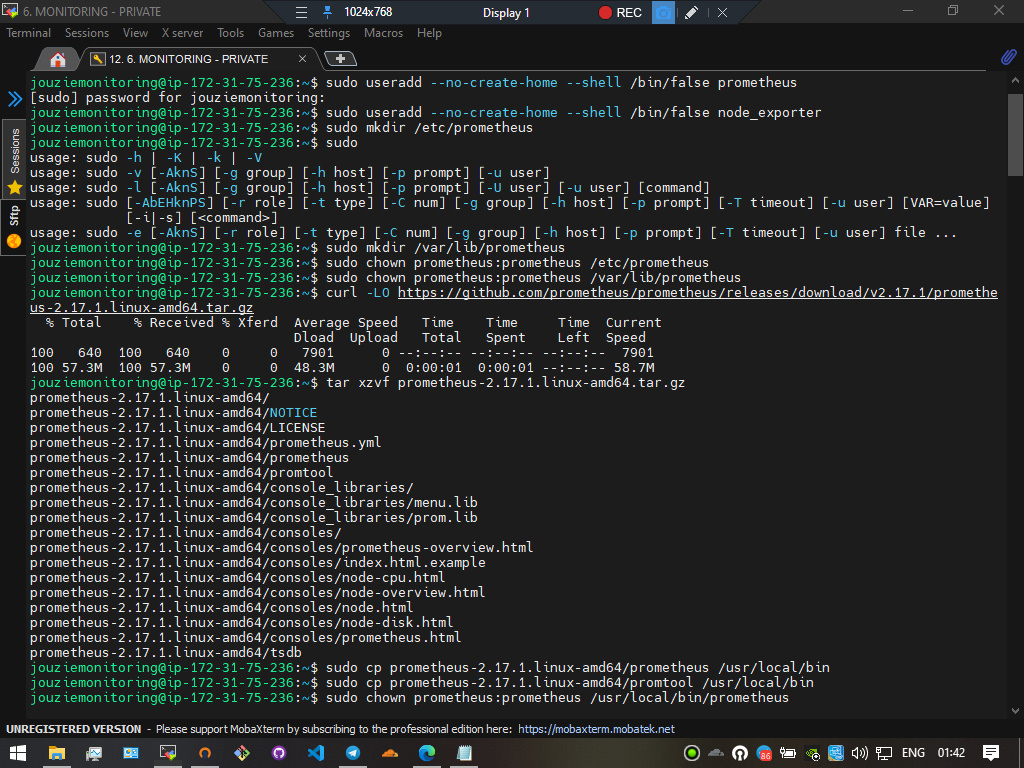 6. MONITORING - PRIVATE
1024x768
Display 1
REC
Terminal Sessions View X server Tools Games Settings Macros Help
12. 6. MONITORING - PRIVATE
Sessions
Sftp
jouziemonitoring@ip-172-31-75-236:~$ sudo useradd --no-create-home --shell /bin/false prometheus
[sudo] password for jouziemonitoring:
jouziemonitoring@ip-172-31-75-236:~$ sudo useradd --no-create-home --shell /bin/false node_exporter
jouziemonitoring@ip-172-31-75-236:~$ sudo mkdir /etc/prometheus
jouziemonitoring@ip-172-31-75-236:~$ sudo
usage: sudo -h | -K | -k | -V
usage: sudo -v [-AknS] [-g group] [-h host] [-p prompt] [-u user]
usage: sudo -l [-AknS] [-g group] [-h host] [-p prompt] [-U user] [-u user] [command]
usage: sudo [-AbEHknPS] [-r role] [-t type] [-C num] [-g group] [-h host] [-p prompt] [-T timeout] [-u user] [VAR=value]
[-i|-s] [<command>]
usage: sudo -e [-AknS] [-r role] [-t type] [-C num] [-g group] [-h host] [-p prompt] [-T timeout] [-u user] file ...
jouziemonitoring@ip-172-31-75-236:~$ sudo mkdir /var/lib/prometheus
jouziemonitoring@ip-172-31-75-236:~$ sudo chown prometheus:prometheus /etc/prometheus
jouziemonitoring@ip-172-31-75-236:~$ sudo chown prometheus:prometheus /var/lib/prometheus
jouziemonitoring@ip-172-31-75-236:~$ curl -LO https://github.com/prometheus/prometheus/releases/download/v2.17.1/promethe
us-2.17.1.linux-amd64.tar.gz
% Total % Received % Xferd Average Speed Time Time Time Current
Dload Upload Total Spent Left Speed
100 640 100 640 0 0 7901 0 --:--:-- --:--:-- --:--:-- 7901
100 57.3M 100 57.3M 0 0 48.3M 0 0:00:01 0:00:01 --:--:-- 58.7M
jouziemonitoring@ip-172-31-75-236:~$ tar xzvf prometheus-2.17.1.linux-amd64.tar.gz
prometheus-2.17.1.linux-amd64/
prometheus-2.17.1.linux-amd64/NOTICE
prometheus-2.17.1.linux-amd64/LICENSE
prometheus-2.17.1.linux-amd64/prometheus.yml
prometheus-2.17.1.linux-amd64/prometheus
prometheus-2.17.1.linux-amd64/promtool
prometheus-2.17.1.linux-amd64/console_libraries/
prometheus-2.17.1.linux-amd64/console_libraries/menu.lib
prometheus-2.17.1.linux-amd64/console_libraries/prom.lib
prometheus-2.17.1.linux-amd64/consoles/
prometheus-2.17.1.linux-amd64/consoles/prometheus-overview.html
prometheus-2.17.1.linux-amd64/consoles/index.html.example
prometheus-2.17.1.linux-amd64/consoles/node-cpu.html
prometheus-2.17.1.linux-amd64/consoles/node-overview.html
prometheus-2.17.1.linux-amd64/consoles/node.html
prometheus-2.17.1.linux-amd64/consoles/node-disk.html
prometheus-2.17.1.linux-amd64/consoles/prometheus.html
prometheus-2.17.1.linux-amd64/tsdb
jouziemonitoring@ip-172-31-75-236:~$ sudo cp prometheus-2.17.1.linux-amd64/prometheus /usr/local/bin
jouziemonitoring@ip-172-31-75-236:~$ sudo cp prometheus-2.17.1.linux-amd64/promtool /usr/local/bin
jouziemonitoring@ip-172-31-75-236:~$ sudo chown prometheus:prometheus /usr/local/bin/prometheus
UNREGISTERED VERSION - Please support MobaXterm by subscribing to the professional edition here: https://mobaxterm.mobatek.net
86
ENG 01:42